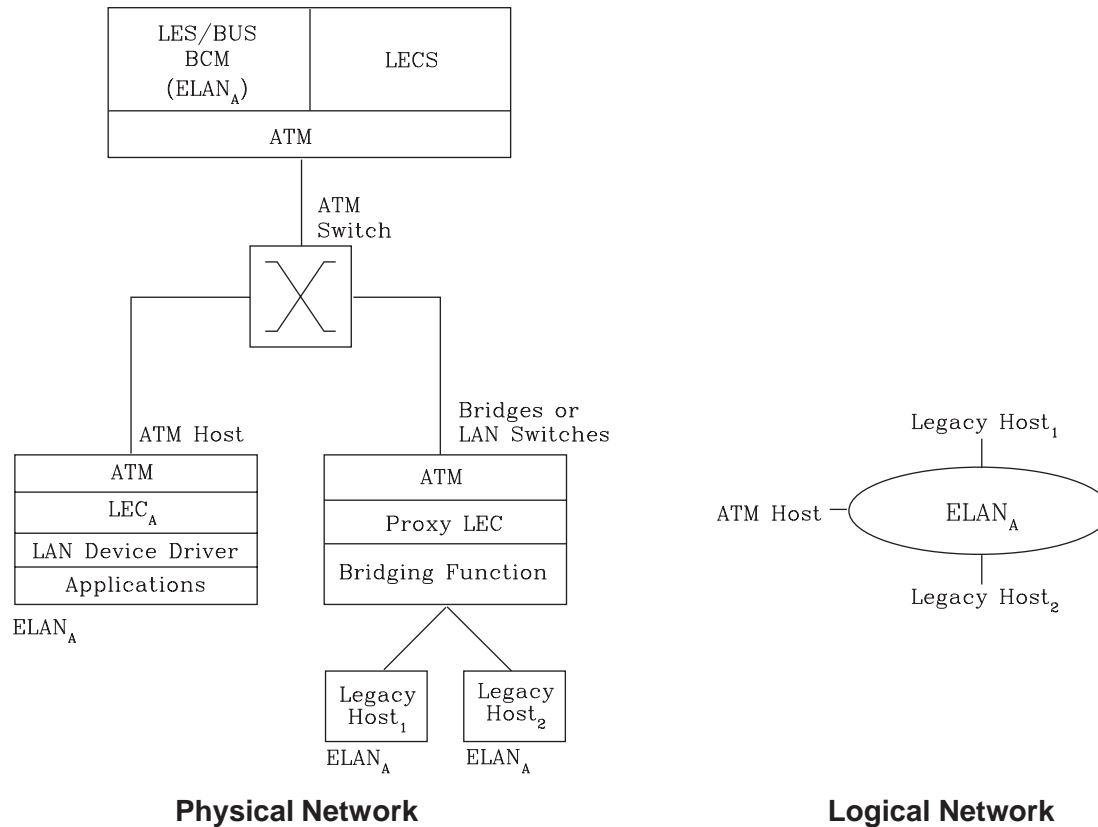 LES/BUS
BCM
(ELAN_A)
LECS
ATM
ATM
Switch
ATM Host
Bridges or
LAN Switches
ATM
LEC_A
LAN Device Driver
Applications
ELAN_A
ATM
Proxy LEC
Bridging Function
Legacy
Host_1
ELAN_A
Legacy
Host_2
ELAN_A
Legacy Host_1
ATM Host
ELAN_A
Legacy Host_2
Physical Network
Logical Network